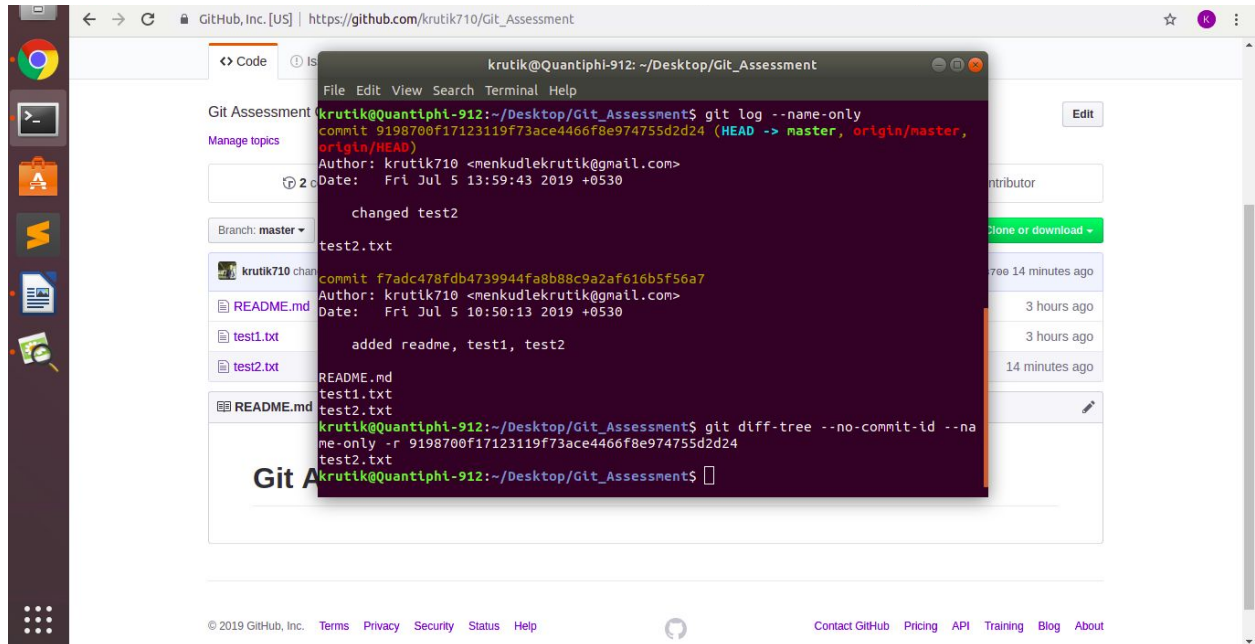 GitHub, Inc. [US] | https://github.com/krutik710/Git_Assessment
K
<> Code
Is
krutik@Quantiphi-912: ~/Desktop/Git_Assessment
File Edit View Search Terminal Help
Git Assessment
Edit
Manage topics
2 c
ntributor
Branch: master
Clone or download
krutik710 chan
700 14 minutes ago
README.md
3 hours ago
test1.txt
3 hours ago
test2.txt
14 minutes ago
README.md
Git A
krutik@Quantiphi-912:~/Desktop/Git_Assessment$ git log --name-only
commit 9198700f17123119f73ace4466f8e974755d2d24 (HEAD -> master, origin/master,
origin/HEAD)
Author: krutik710 <menkudlekrutik@gmail.com>
Date:   Fri Jul 5 13:59:43 2019 +0530
changed test2
test2.txt
commit f7adc478fdb4739944fa8b88c9a2af616b5f56a7
Author: krutik710 <menkudlekrutik@gmail.com>
Date:   Fri Jul 5 10:50:13 2019 +0530
added readme, test1, test2
README.md
test1.txt
test2.txt
krutik@Quantiphi-912:~/Desktop/Git_Assessment$ git diff-tree --no-commit-id --na
me-only -r 9198700f17123119f73ace4466f8e974755d2d24
test2.txt
krutik@Quantiphi-912:~/Desktop/Git_Assessment$
© 2019 GitHub, Inc. Terms Privacy Security Status Help
Contact GitHub Pricing API Training Blog About